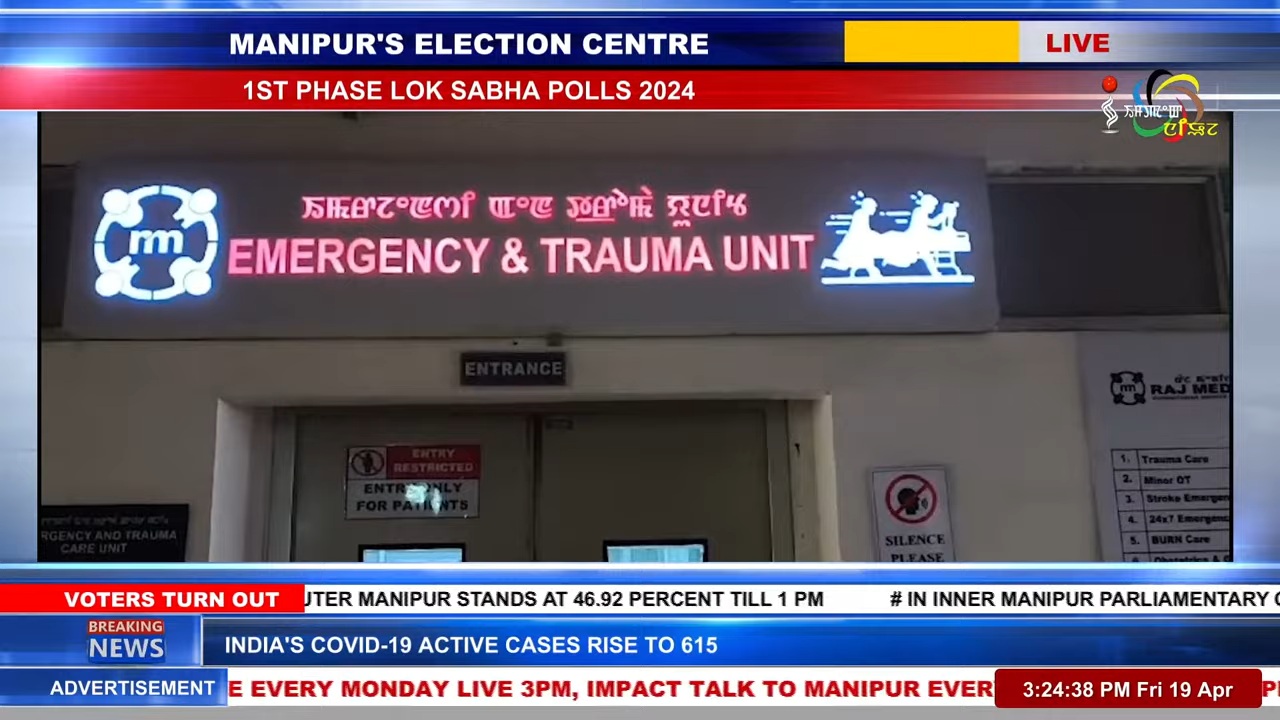 MANIPUR'S ELECTION CENTRE
LIVE
1ST PHASE LOK SABHA POLLS 2024
EMERGENCY & TRAUMA UNIT
ENTRANCE
ENTRY
RESTRICTED
ENTRY ONLY
FOR PATIENTS
RGENCY AND TRAUMA
CARE UNIT
SILENCE
PLEASE
RAJ MED
1. Trauma Care
2. Minor OT
3. Stroke Emergen
4. 24x7 Emergenc
5. BURN Care
VOTERS TURN OUT
UTER MANIPUR STANDS AT 46.92 PERCENT TILL 1 PM # IN INNER MANIPUR PARLIAMENTARY C
BREAKING
NEWS
INDIA'S COVID-19 ACTIVE CASES RISE TO 615
ADVERTISEMENT
E EVERY MONDAY LIVE 3PM, IMPACT TALK TO MANIPUR EVER
3:24:38 PM Fri 19 Apr